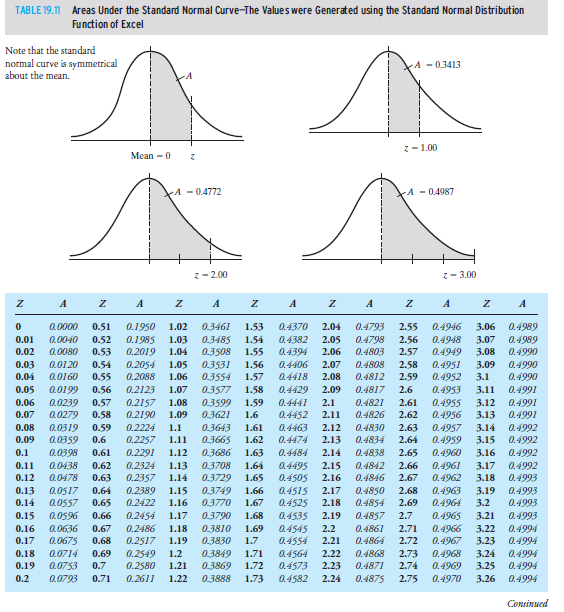 TABLE 19.11 Areas Under the Standard Normal Curve–The Values were Generated using the Standard Normal Distribution
Function of Excel
Note that the standard
normal curve is symmetrical
about the mean.
A
Mean – 0 z
A – 0.3413
z – 1.00
A – 0.4772
z – 2.00
A – 0.4987
z – 3.00
Z A Z A Z A Z A Z A Z A Z A
0 0.0000 0.51 0.1950 1.02 0.3461 1.53 0.4370 2.04 0.4793 2.55 0.4946 3.06 0.4989
0.01 0.0040 0.52 0.1985 1.03 0.3485 1.54 0.4382 2.05 0.4798 2.56 0.4948 3.07 0.4989
0.02 0.0080 0.53 0.2019 1.04 0.3508 1.55 0.4394 2.06 0.4803 2.57 0.4949 3.08 0.4990
0.03 0.0120 0.54 0.2054 1.05 0.3531 1.56 0.4406 2.07 0.4808 2.58 0.4951 3.09 0.4990
0.04 0.0160 0.55 0.2088 1.06 0.3554 1.57 0.4418 2.08 0.4812 2.59 0.4952 3.1 0.4990
0.05 0.0199 0.56 0.2123 1.07 0.3577 1.58 0.4429 2.09 0.4817 2.6 0.4953 3.11 0.4991
0.06 0.0239 0.57 0.2157 1.08 0.3599 1.59 0.4441 2.1 0.4821 2.61 0.4955 3.12 0.4991
0.07 0.0279 0.58 0.2190 1.09 0.3621 1.6 0.4452 2.11 0.4826 2.62 0.4956 3.13 0.4991
0.08 0.0319 0.59 0.2224 1.1 0.3643 1.61 0.4463 2.12 0.4830 2.63 0.4957 3.14 0.4992
0.09 0.0359 0.6 0.2257 1.11 0.3665 1.62 0.4474 2.13 0.4834 2.64 0.4959 3.15 0.4992
0.1 0.0398 0.61 0.2291 1.12 0.3686 1.63 0.4484 2.14 0.4838 2.65 0.4960 3.16 0.4992
0.11 0.0438 0.62 0.2324 1.13 0.3708 1.64 0.4495 2.15 0.4842 2.66 0.4961 3.17 0.4992
0.12 0.0478 0.63 0.2357 1.14 0.3729 1.65 0.4505 2.16 0.4846 2.67 0.4962 3.18 0.4993
0.13 0.0517 0.64 0.2389 1.15 0.3749 1.66 0.4515 2.17 0.4850 2.68 0.4963 3.19 0.4993
0.14 0.0557 0.65 0.2422 1.16 0.3770 1.67 0.4525 2.18 0.4854 2.69 0.4964 3.2 0.4993
0.15 0.0596 0.66 0.2454 1.17 0.3790 1.68 0.4535 2.19 0.4857 2.7 0.4965 3.21 0.4993
0.16 0.0636 0.67 0.2486 1.18 0.3810 1.69 0.4545 2.2 0.4861 2.71 0.4966 3.22 0.4994
0.17 0.0675 0.68 0.2517 1.19 0.3830 1.7 0.4554 2.21 0.4864 2.72 0.4967 3.23 0.4994
0.18 0.0714 0.69 0.2549 1.2 0.3849 1.71 0.4564 2.22 0.4868 2.73 0.4968 3.24 0.4994
0.19 0.0753 0.7 0.2580 1.21 0.3869 1.72 0.4573 2.23 0.4871 2.74 0.4969 3.25 0.4994
0.2 0.0793 0.71 0.2611 1.22 0.3888 1.73 0.4582 2.24 0.4875 2.75 0.4970 3.26 0.4994
Continued